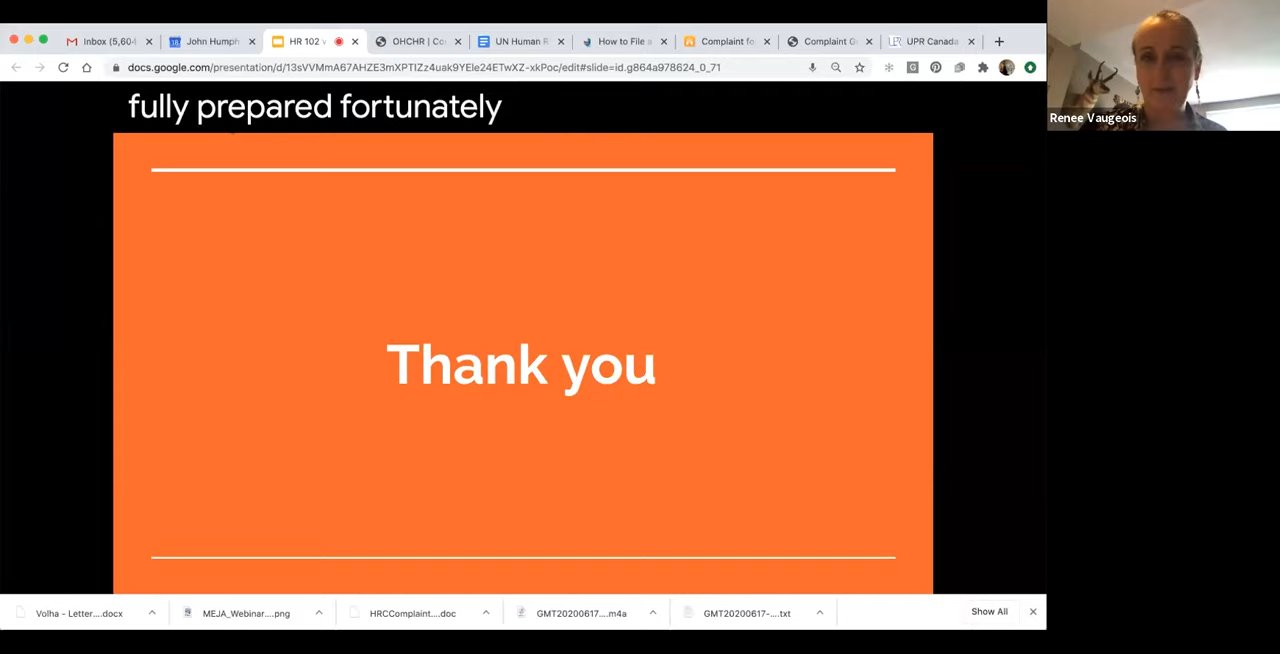 Inbox (5,60
John Humph
HR 102 v
OHCHR | Co
UN Human R
How to File a
Complaint fo
Complaint G
UPR Canada
docs.google.com/presentation/d/13sVVMmA67AHZE3mXPTIZz4uak9YEle24ETwXZ-xkPoc/edit#slide=id.g864a978624_0_71
Renee Vaugeois
fully prepared fortunately
Thank you
Volha - Letter....docx
MEJA_Webinar....png
HRCComplaint....doc
GMT20200617....m4a
GMT20200617-....txt
Show All